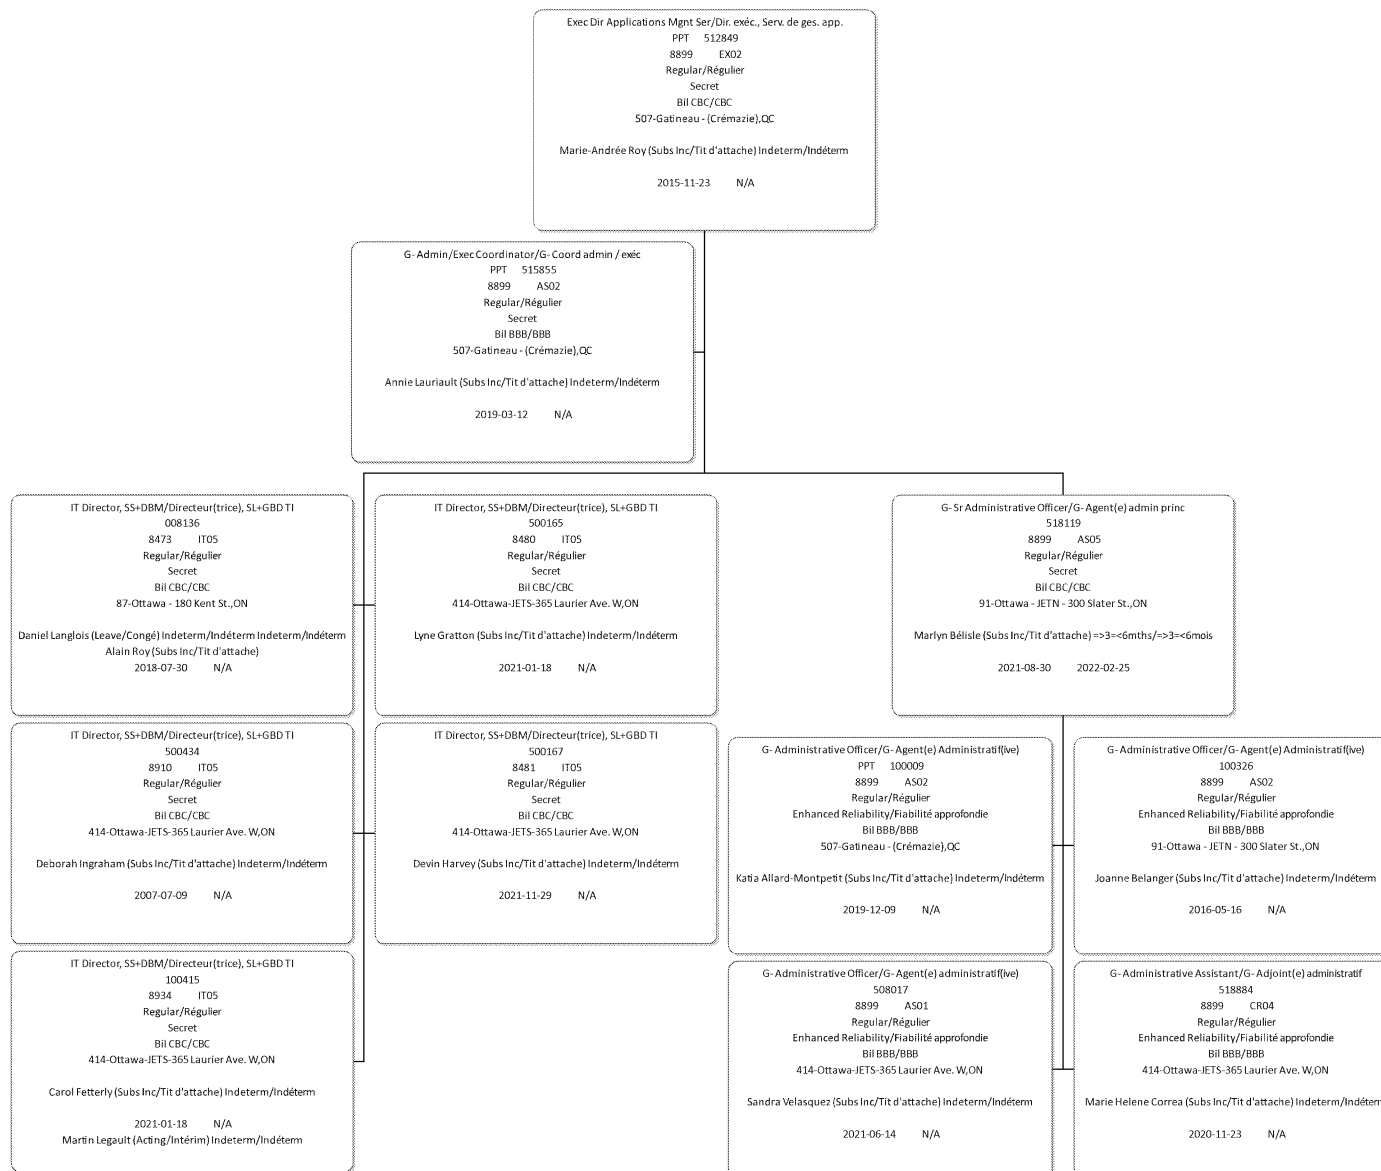 Exec Dir Applications Mgnt Ser/Dir. exéc., Serv. de ges. app.
PPT 512849
8899 EX02
Regular/Régulier
Secret
Bil CBC/CBC
507-Gatineau - (Crémazie),QC
Marie-Andrée Roy (Subs Inc/Tit d'attache) Indeterm/Indéterm
2015-11-23 N/A
G- Admin/Exec Coordinator/G- Coord admin / exéc
PPT 515855
8899 AS02
Regular/Régulier
Secret
Bil BBB/BBB
507-Gatineau - (Crémazie),QC
Annie Lauriault (Subs Inc/Tit d'attache) Indeterm/Indéterm
2019-03-12 N/A
IT Director, SS+DBM/Directeur(trice), SL+GBD TI
008136
8473 IT05
Regular/Régulier
Secret
Bil CBC/CBC
87-Ottawa - 180 Kent St.,ON
Daniel Langlois (Leave/Congé) Indeterm/Indéterm Indeterm/Indéterm
Alain Roy (Subs Inc/Tit d'attache)
2018-07-30 N/A
IT Director, SS+DBM/Directeur(trice), SL+GBD TI
500165
8480 IT05
Regular/Régulier
Secret
Bil CBC/CBC
414-Ottawa-JETS-365 Laurier Ave. W,ON
Lyne Gratton (Subs Inc/Tit d'attache) Indeterm/Indéterm
2021-01-18 N/A
G- Sr Administrative Officer/G- Agent(e) admin princ
518119
8899 AS05
Regular/Régulier
Secret
Bil CBC/CBC
91-Ottawa - JETN - 300 Slater St.,ON
Marlyn Bélisle (Subs Inc/Tit d'attache) =>3=<6mths/=>3=<6mois
2021-08-30 2022-02-25
IT Director, SS+DBM/Directeur(trice), SL+GBD TI
500434
8910 IT05
Regular/Régulier
Secret
Bil CBC/CBC
414-Ottawa-JETS-365 Laurier Ave. W,ON
Deborah Ingraham (Subs Inc/Tit d'attache) Indeterm/Indéterm
2007-07-09 N/A
IT Director, SS+DBM/Directeur(trice), SL+GBD TI
500167
8481 IT05
Regular/Régulier
Secret
Bil CBC/CBC
414-Ottawa-JETS-365 Laurier Ave. W,ON
Devin Harvey (Subs Inc/Tit d'attache) Indeterm/Indéterm
2021-11-29 N/A
G- Administrative Officer/G- Agent(e) Administratif(ive)
PPT 100009
8899 AS02
Regular/Régulier
Enhanced Reliability/Fiabilité approfondie
Bil BBB/BBB
507-Gatineau - (Crémazie),QC
Katia Allard-Montpetit (Subs Inc/Tit d'attache) Indeterm/Indéterm
2019-12-09 N/A
G- Administrative Officer/G- Agent(e) Administratif(ive)
100326
8899 AS02
Regular/Régulier
Enhanced Reliability/Fiabilité approfondie
Bil BBB/BBB
91-Ottawa - JETN - 300 Slater St.,ON
Joanne Belanger (Subs Inc/Tit d'attache) Indeterm/Indéterm
2016-05-16 N/A
IT Director, SS+DBM/Directeur(trice), SL+GBD TI
100415
8934 IT05
Regular/Régulier
Secret
Bil CBC/CBC
414-Ottawa-JETS-365 Laurier Ave. W,ON
Carol Fetterly (Subs Inc/Tit d'attache) Indeterm/Indéterm
2021-01-18 N/A
Martin Legault (Acting/Intérim) Indeterm/Indéterm
G- Administrative Officer/G- Agent(e) administratif(ive)
508017
8899 AS01
Regular/Régulier
Enhanced Reliability/Fiabilité approfondie
Bil BBB/BBB
414-Ottawa-JETS-365 Laurier Ave. W,ON
Sandra Velasquez (Subs Inc/Tit d'attache) Indeterm/Indéterm
2021-06-14 N/A
G- Administrative Assistant/G- Adjoint(e) administratif
518884
8899 CR04
Regular/Régulier
Enhanced Reliability/Fiabilité approfondie
Bil BBB/BBB
414-Ottawa-JETS-365 Laurier Ave. W,ON
Marie Helene Correa (Subs Inc/Tit d'attache) Indeterm/Indéterm
2020-11-23 N/A